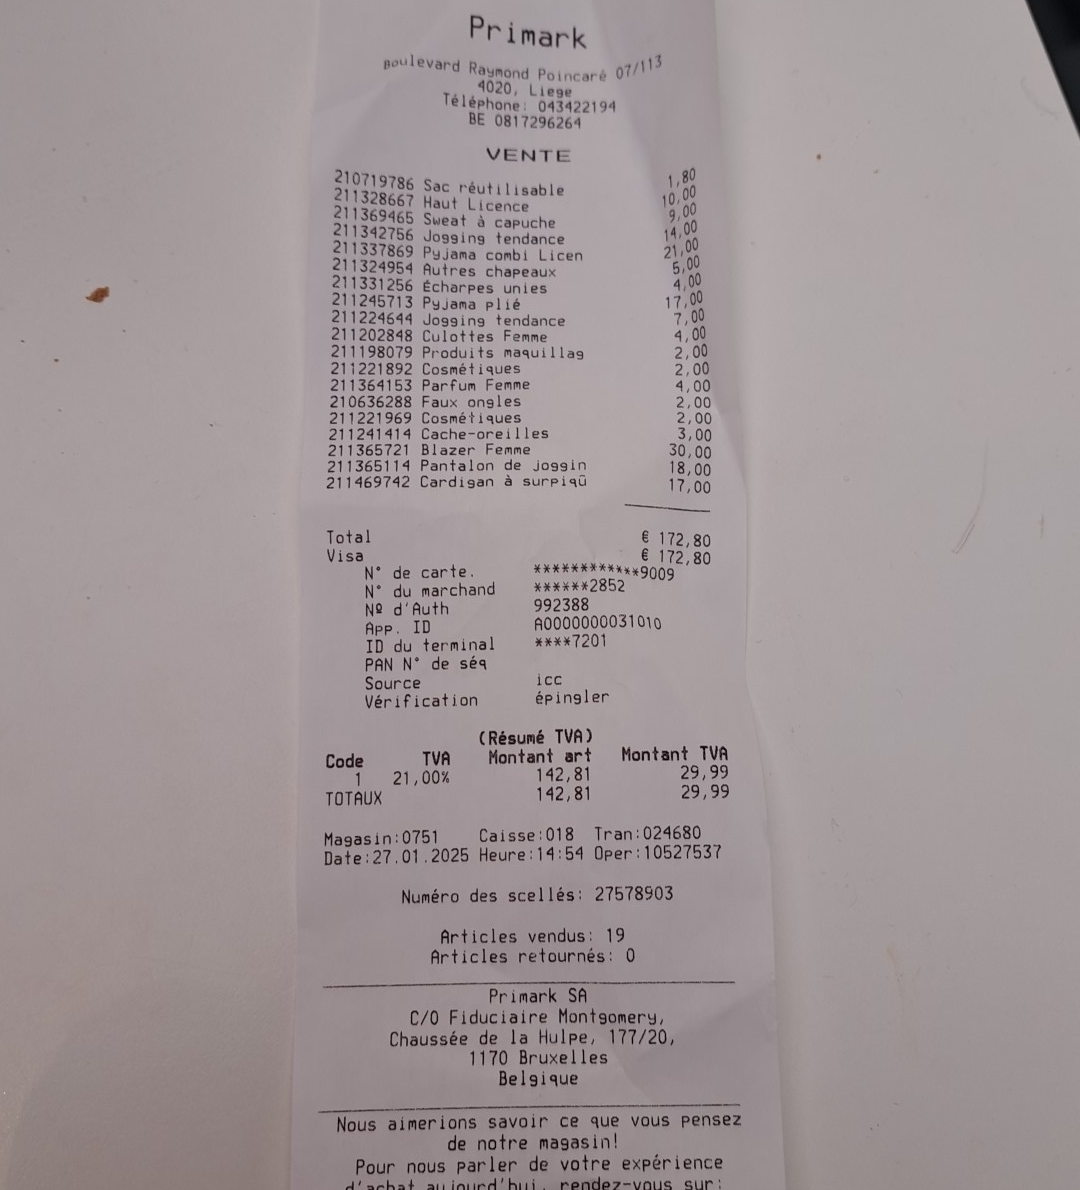 Primark
Boulevard Raymond Poincaré 07/113
4020, Liege
Téléphone: 043422194
BE 0817296264
VENTE
210719786 Sac réutilisable 1,80
211328667 Haut Licence 10,00
211369465 Sweat à capuche 9,00
211342756 Jogging tendance 14,00
211337869 Pyjama combi Licen 21,00
211324954 Autres chapeaux 5,00
211331256 Écharpes unies 4,00
211245713 Pyjama plié 17,00
211224644 Jogging tendance 7,00
211202848 Culottes Femme 4,00
211198079 Produits maquillag 2,00
211221892 Cosmétiques 2,00
211364153 Parfum Femme 4,00
210636288 Faux ongles 2,00
211221969 Cosmétiques 2,00
211241414 Cache-oreilles 3,00
211365721 Blazer Femme 30,00
211365114 Pantalon de joggin 18,00
211469742 Cardigan à surpiqû 17,00
Total € 172,80
Visa € 172,80
N° de carte. ************9009
N° du marchand ******2852
Nº d'Auth 992388
App. ID A0000000031010
ID du terminal ****7201
PAN N° de séq
Source icc
Vérification épingler
(Résumé TVA)
Code TVA Montant art Montant TVA
1 21,00% 142,81 29,99
TOTAUX 142,81 29,99
Magasin:0751 Caisse:018 Tran:024680
Date:27.01.2025 Heure:14:54 Oper:10527537
Numéro des scellés: 27578903
Articles vendus: 19
Articles retournés: 0
Primark SA
C/O Fiduciaire Montgomery,
Chaussée de la Hulpe, 177/20,
1170 Bruxelles
Belgique
Nous aimerions savoir ce que vous pensez
de notre magasin!
Pour nous parler de votre expérience
d'achat aujourd'hui, rendez-vous sur: